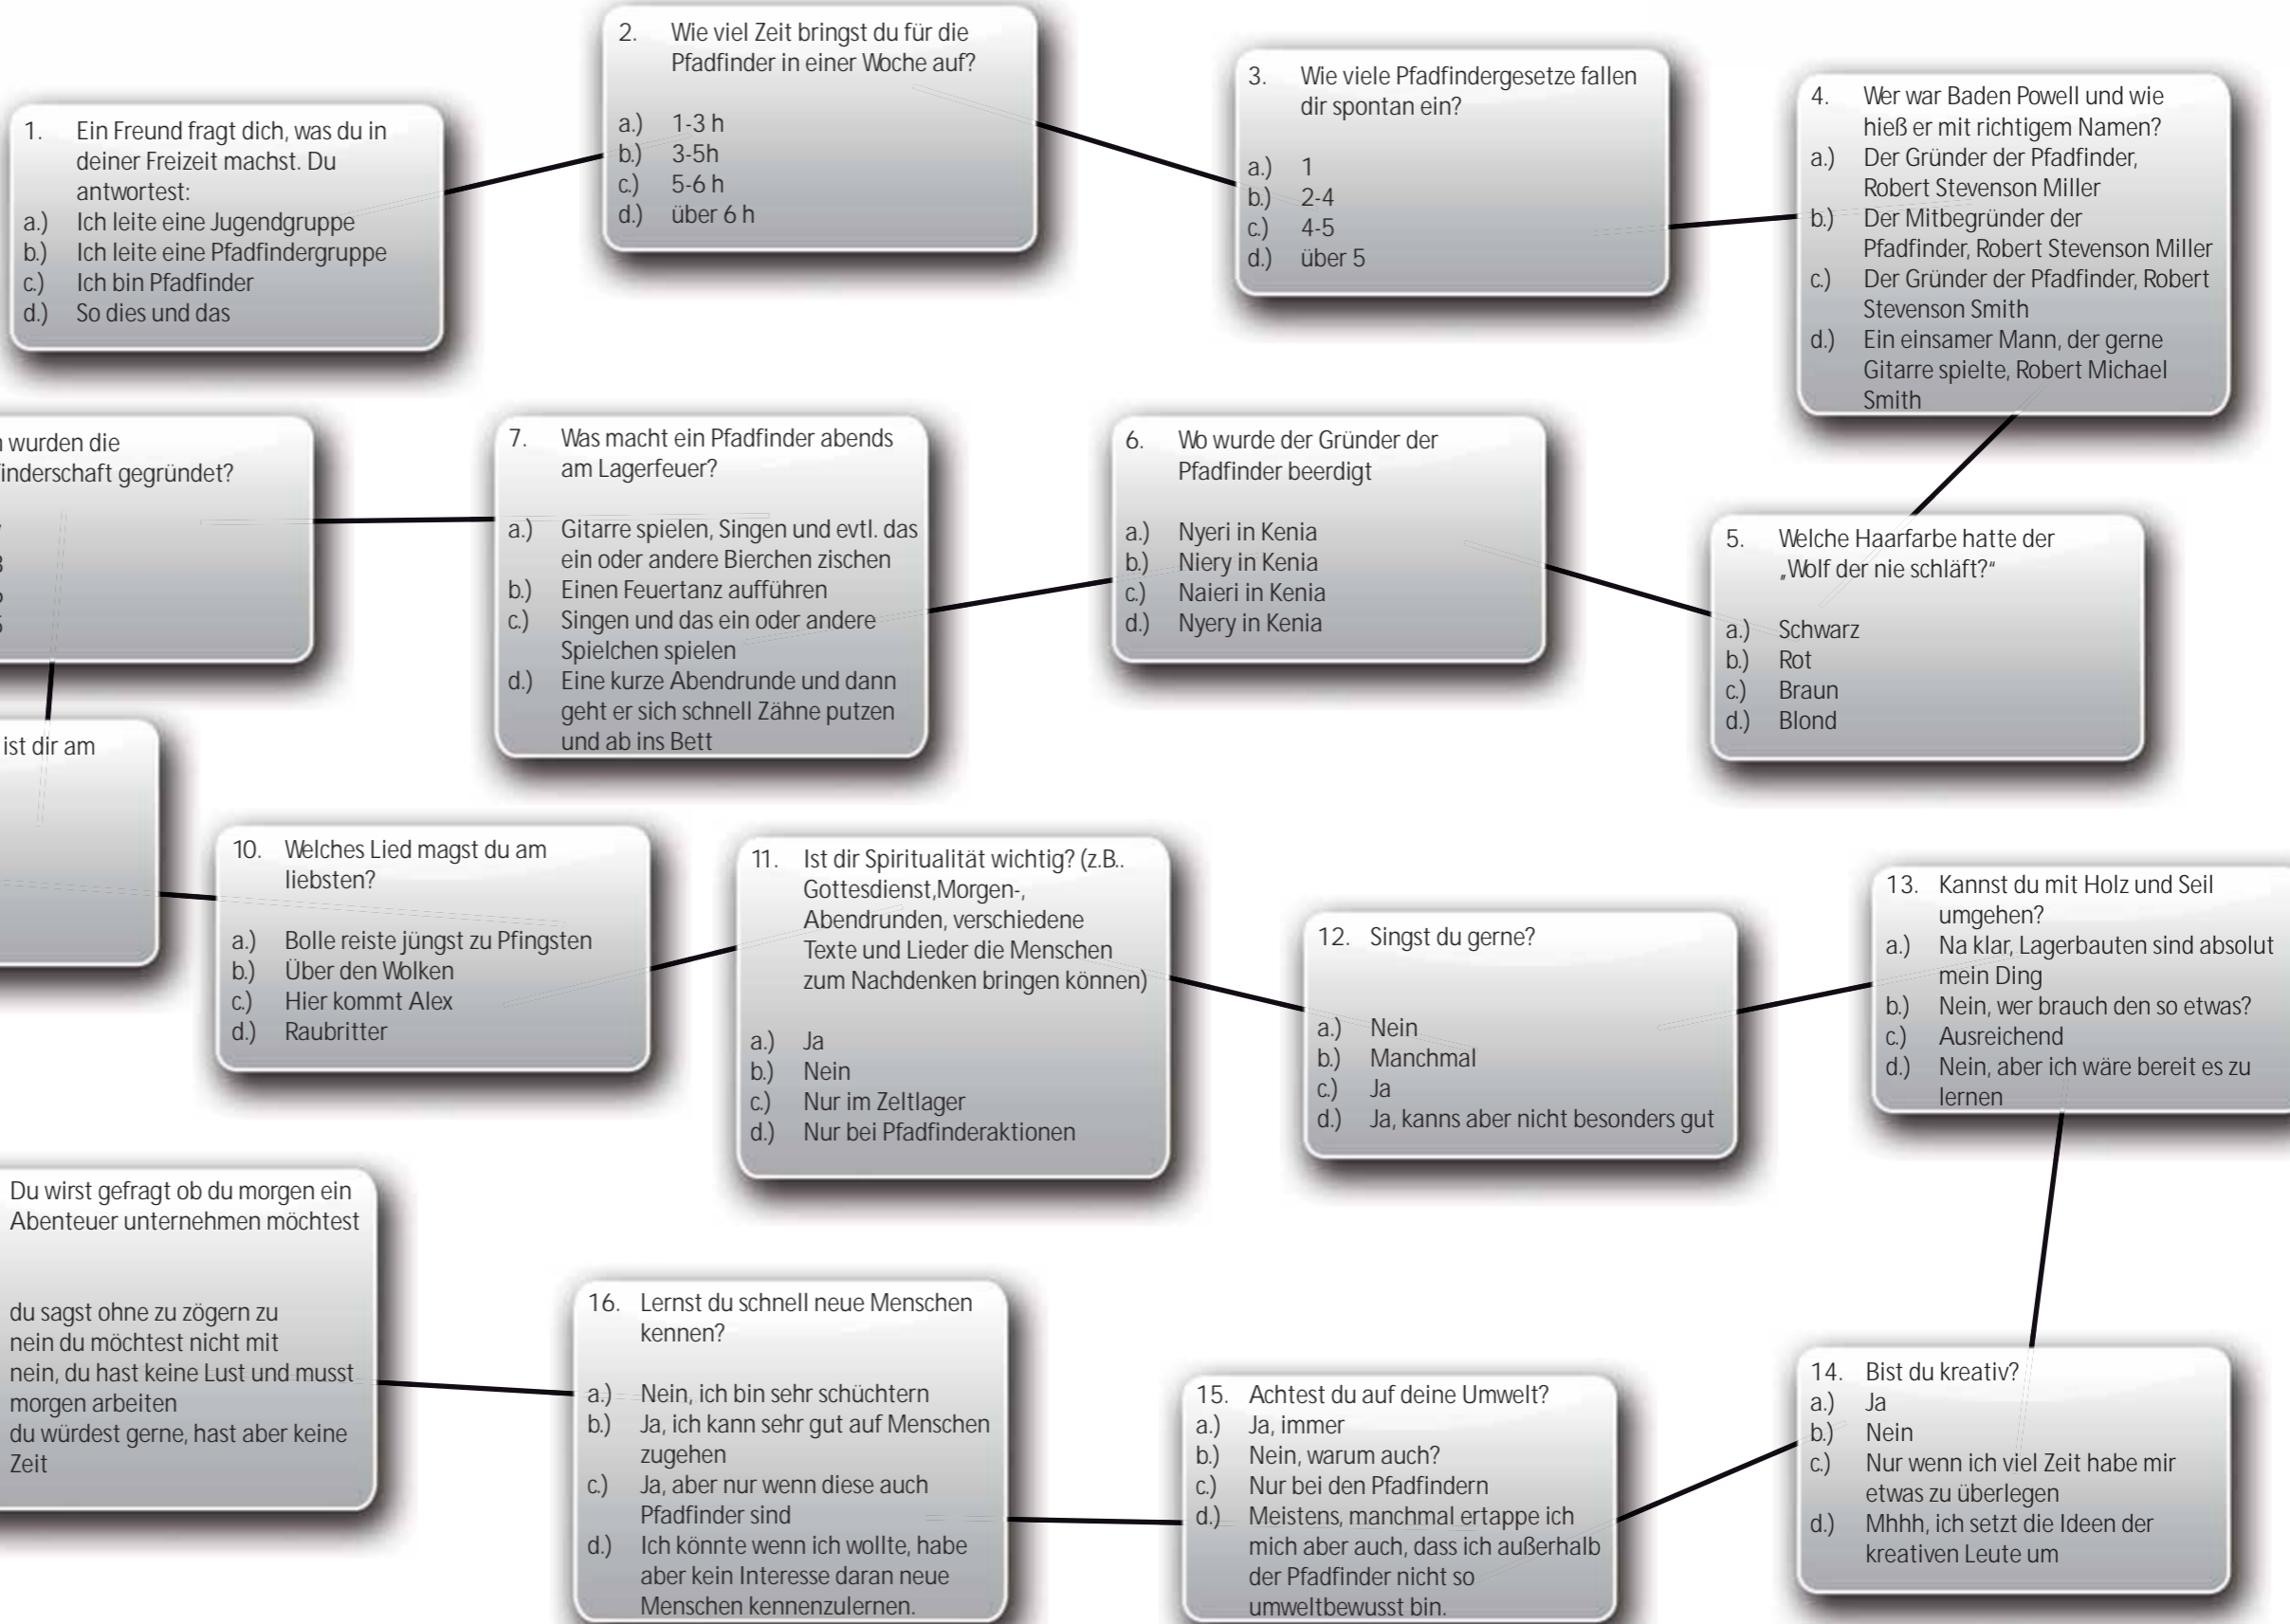 1. Ein Freund fragt dich, was du in
deiner Freizeit machst. Du
antwortest:
a.) Ich leite eine Jugendgruppe
b.) Ich leite eine Pfadfindergruppe
c.) Ich bin Pfadfinder
d.) So dies und das
2. Wie viel Zeit bringst du für die
Pfadfinder in einer Woche auf?
a.) 1-3 h
b.) 3-5h
c.) 5-6 h
d.) über 6 h
3. Wie viele Pfadfindergesetze fallen
dir spontan ein?
a.) 1
b.) 2-4
c.) 4-5
d.) über 5
4. Wer war Baden Powell und wie
hieß er mit richtigem Namen?
a.) Der Gründer der Pfadfinder,
Robert Stevenson Miller
b.) Der Mitbegründer der
Pfadfinder, Robert Stevenson Miller
c.) Der Gründer der Pfadfinder, Robert
Stevenson Smith
d.) Ein einsamer Mann, der gerne
Gitarre spielte, Robert Michael
Smith
5. Welche Haarfarbe hatte der
„Wolf der nie schläft?“
a.) Schwarz
b.) Rot
c.) Braun
d.) Blond
6. Wo wurde der Gründer der
Pfadfinder beerdigt
a.) Nyeri in Kenia
b.) Niery in Kenia
c.) Naieri in Kenia
d.) Nyery in Kenia
7. Was macht ein Pfadfinder abends
am Lagerfeuer?
a.) Gitarre spielen, Singen und evtl. das
ein oder andere Bierchen zischen
b.) Einen Feuertanz aufführen
c.) Singen und das ein oder andere
Spielchen spielen
d.) Eine kurze Abendrunde und dann
geht er sich schnell Zähne putzen
und ab ins Bett
wurden die
inderschaft gegründet?
ist dir am
10. Welches Lied magst du am
liebsten?
a.) Bolle reiste jüngst zu Pfingsten
b.) Über den Wolken
c.) Hier kommt Alex
d.) Raubritter
11. Ist dir Spiritualität wichtig? (z.B..
Gottesdienst,Morgen-,
Abendrunden, verschiedene
Texte und Lieder die Menschen
zum Nachdenken bringen können)
a.) Ja
b.) Nein
c.) Nur im Zeltlager
d.) Nur bei Pfadfinderaktionen
12. Singst du gerne?
a.) Nein
b.) Manchmal
c.) Ja
d.) Ja, kanns aber nicht besonders gut
13. Kannst du mit Holz und Seil
umgehen?
a.) Na klar, Lagerbauten sind absolut
mein Ding
b.) Nein, wer brauch den so etwas?
c.) Ausreichend
d.) Nein, aber ich wäre bereit es zu
lernen
14. Bist du kreativ?
a.) Ja
b.) Nein
c.) Nur wenn ich viel Zeit habe mir
etwas zu überlegen
d.) Mhhh, ich setzt die Ideen der
kreativen Leute um
15. Achtest du auf deine Umwelt?
a.) Ja, immer
b.) Nein, warum auch?
c.) Nur bei den Pfadfindern
d.) Meistens, manchmal ertappe ich
mich aber auch, dass ich außerhalb
der Pfadfinder nicht so
umweltbewusst bin.
16. Lernst du schnell neue Menschen
kennen?
a.) Nein, ich bin sehr schüchtern
b.) Ja, ich kann sehr gut auf Menschen
zugehen
c.) Ja, aber nur wenn diese auch
Pfadfinder sind
d.) Ich könnte wenn ich wollte, habe
aber kein Interesse daran neue
Menschen kennenzulernen.
Du wirst gefragt ob du morgen ein
Abenteuer unternehmen möchtest
du sagst ohne zu zögern zu
nein du möchtest nicht mit
nein, du hast keine Lust und musst
morgen arbeiten
du würdest gerne, hast aber keine
Zeit